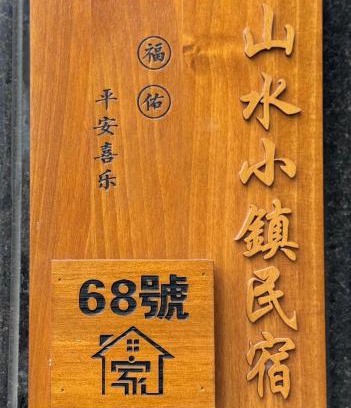 山水小鎮民宿
福佑
平安喜乐
68號
家